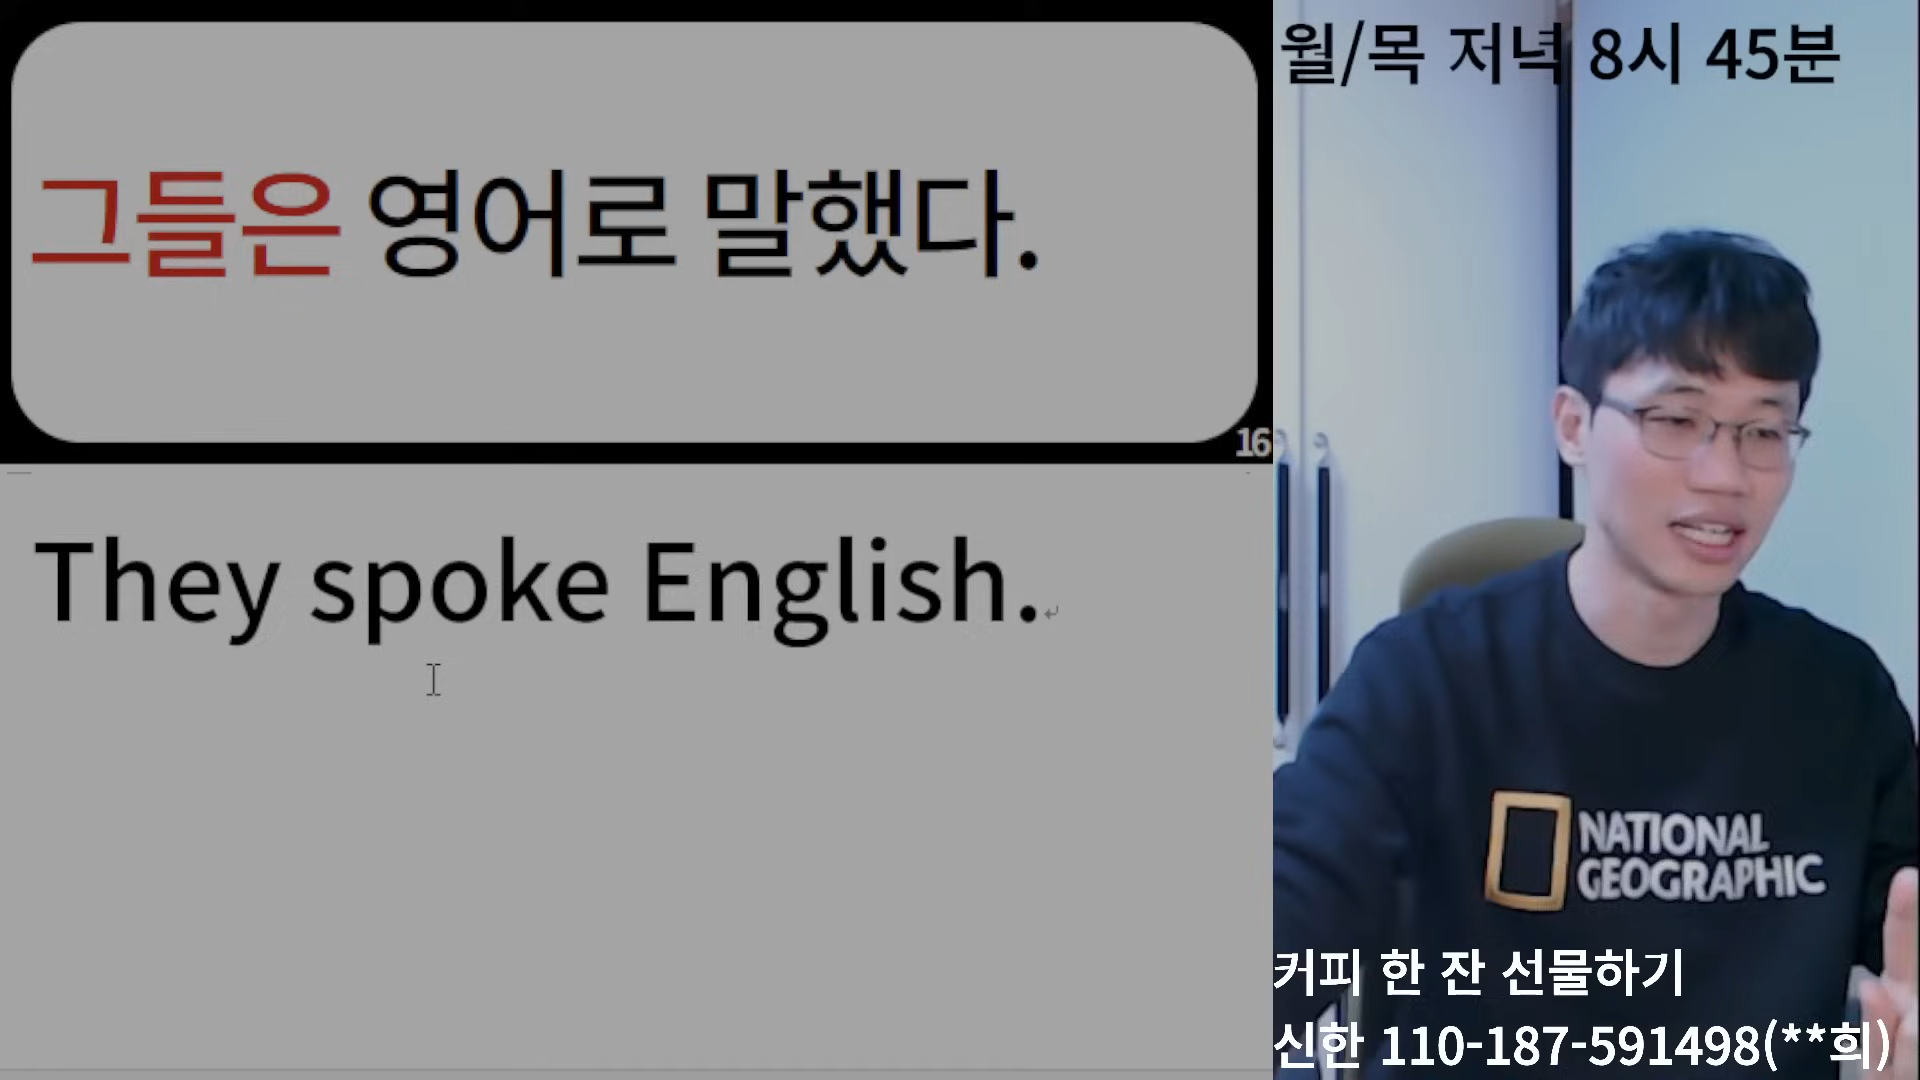 그들은 영어로 말했다.
16
They spoke English.
월/목 저녁 8시 45분
NATIONAL
GEOGRAPHIC
커피 한 잔 선물하기
신한 110-187-591498(**희)